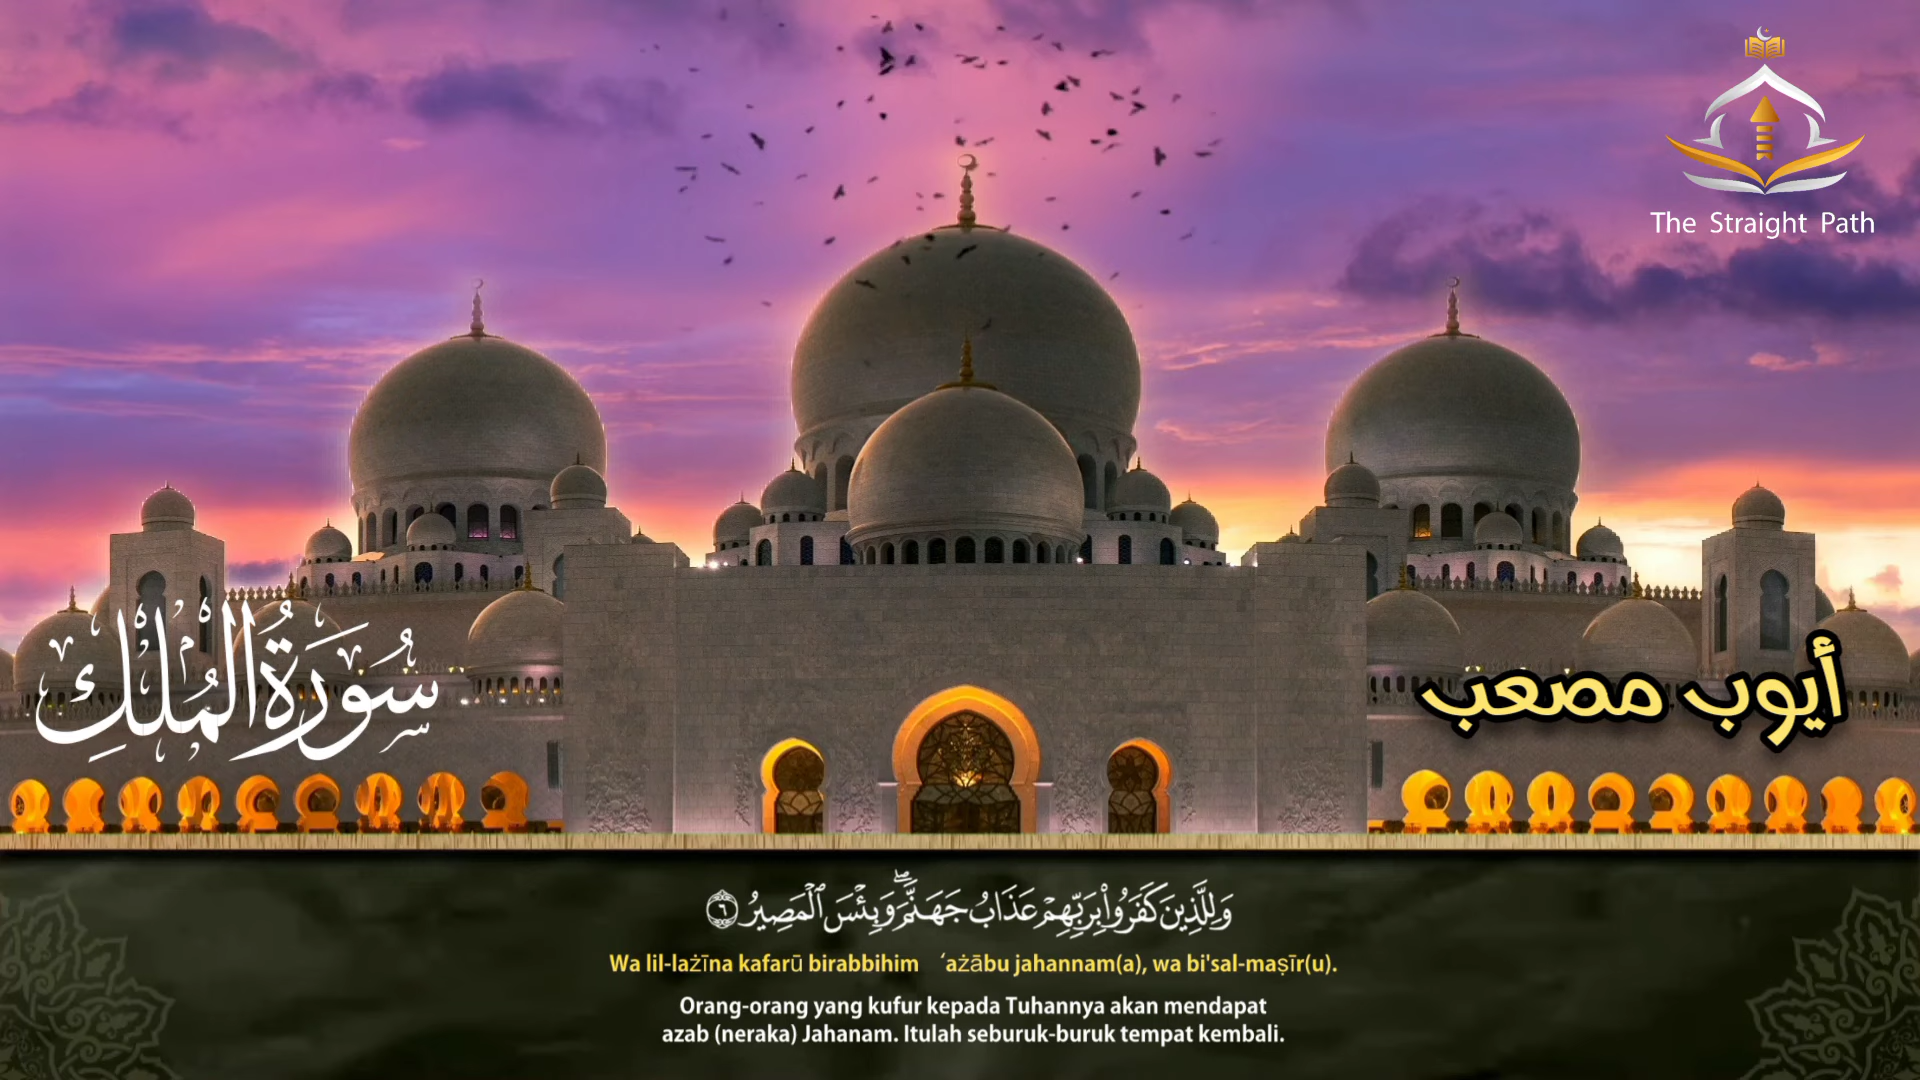 The Straight Path
سُورَةُ الْمُلْكِ
أيوب مصعب
وَلِلَّذِينَ كَفَرُوا۟ بِرَبِّهِمْ عَذَابُ جَهَنَّمَ ۖ وَبِئْسَ ٱلْمَصِيرُ ٦
Wa lil-lażīna kafarū birabbihim ‘ażābu jahannam(a), wa bi'sal-maṣīr(u).
Orang-orang yang kufur kepada Tuhannya akan mendapat
azab (neraka) Jahanam. Itulah seburuk-buruk tempat kembali.